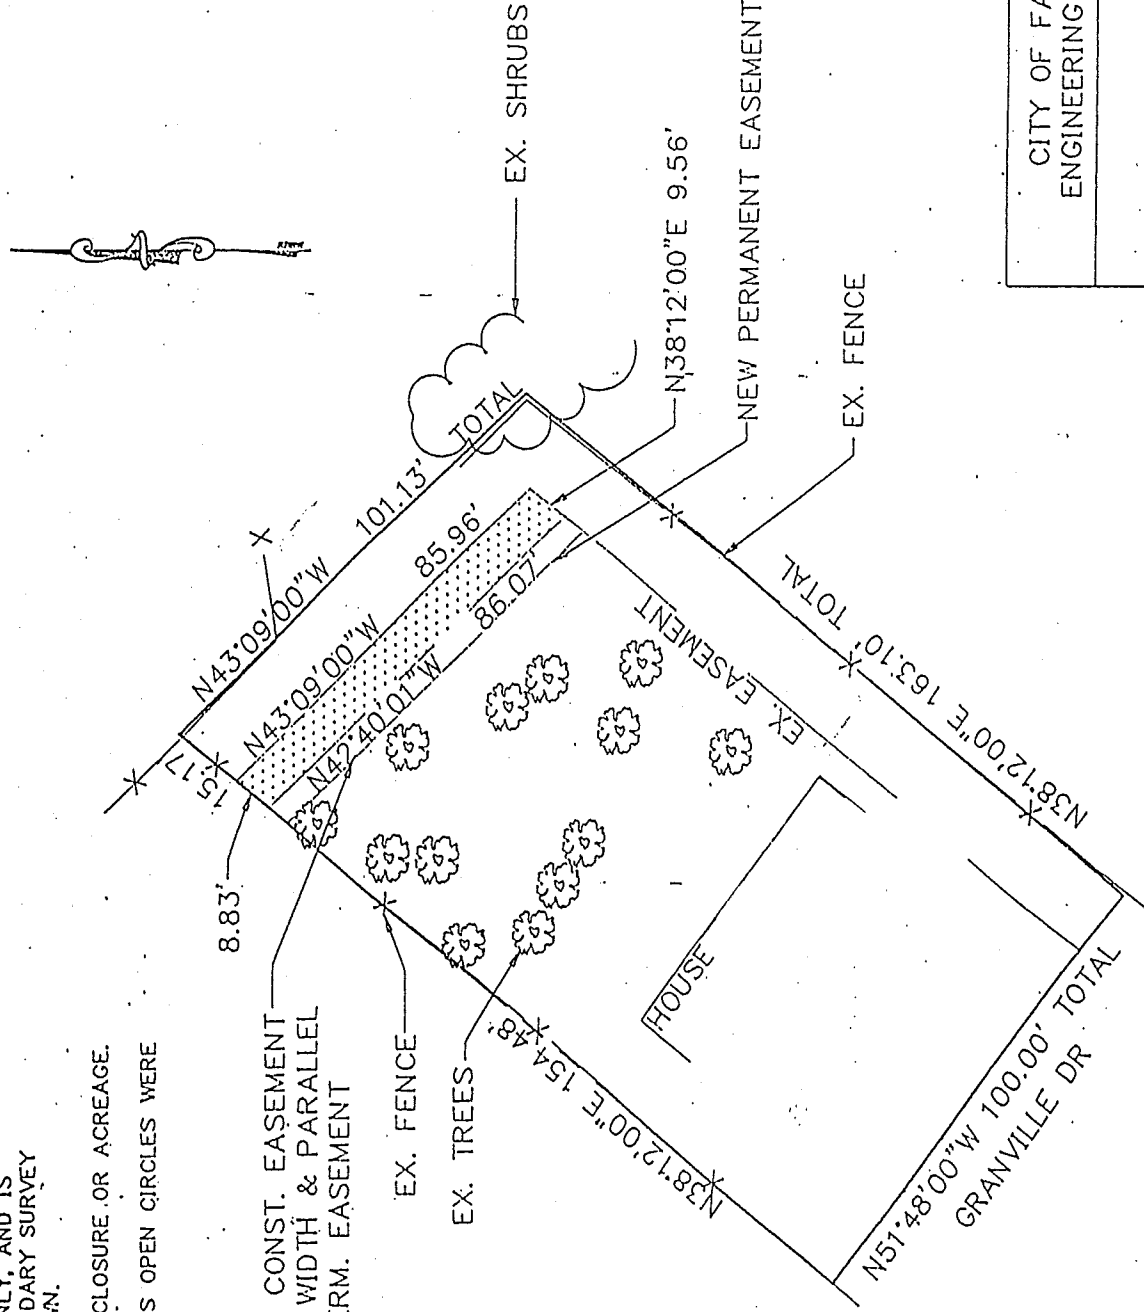 NLY, AND IS
DARY SURVEY
WN.
CLOSURE OR ACREAGE.
S OPEN CIRCLES WERE
EX. SHRUBS
CITY OF FA
ENGINEERING
N43°09'00"W 101.13' TOTAL
15.17'
8.83'
N43°09'00"W 85.96'
N42°40'01"W 86.07'
N38°12'00"E 9.56'
NEW PERMANENT EASEMENT
EX. FENCE
CONST. EASEMENT
WIDTH & PARALLEL
RM. EASEMENT
EX. FENCE
EX. TREES
EX. EASEMENT
HOUSE
N38°12'00"E 154.48'
N38°12'00"E 163.10' TOTAL
N51°48'00"W 100.00' TOTAL
GRANVILLE DR